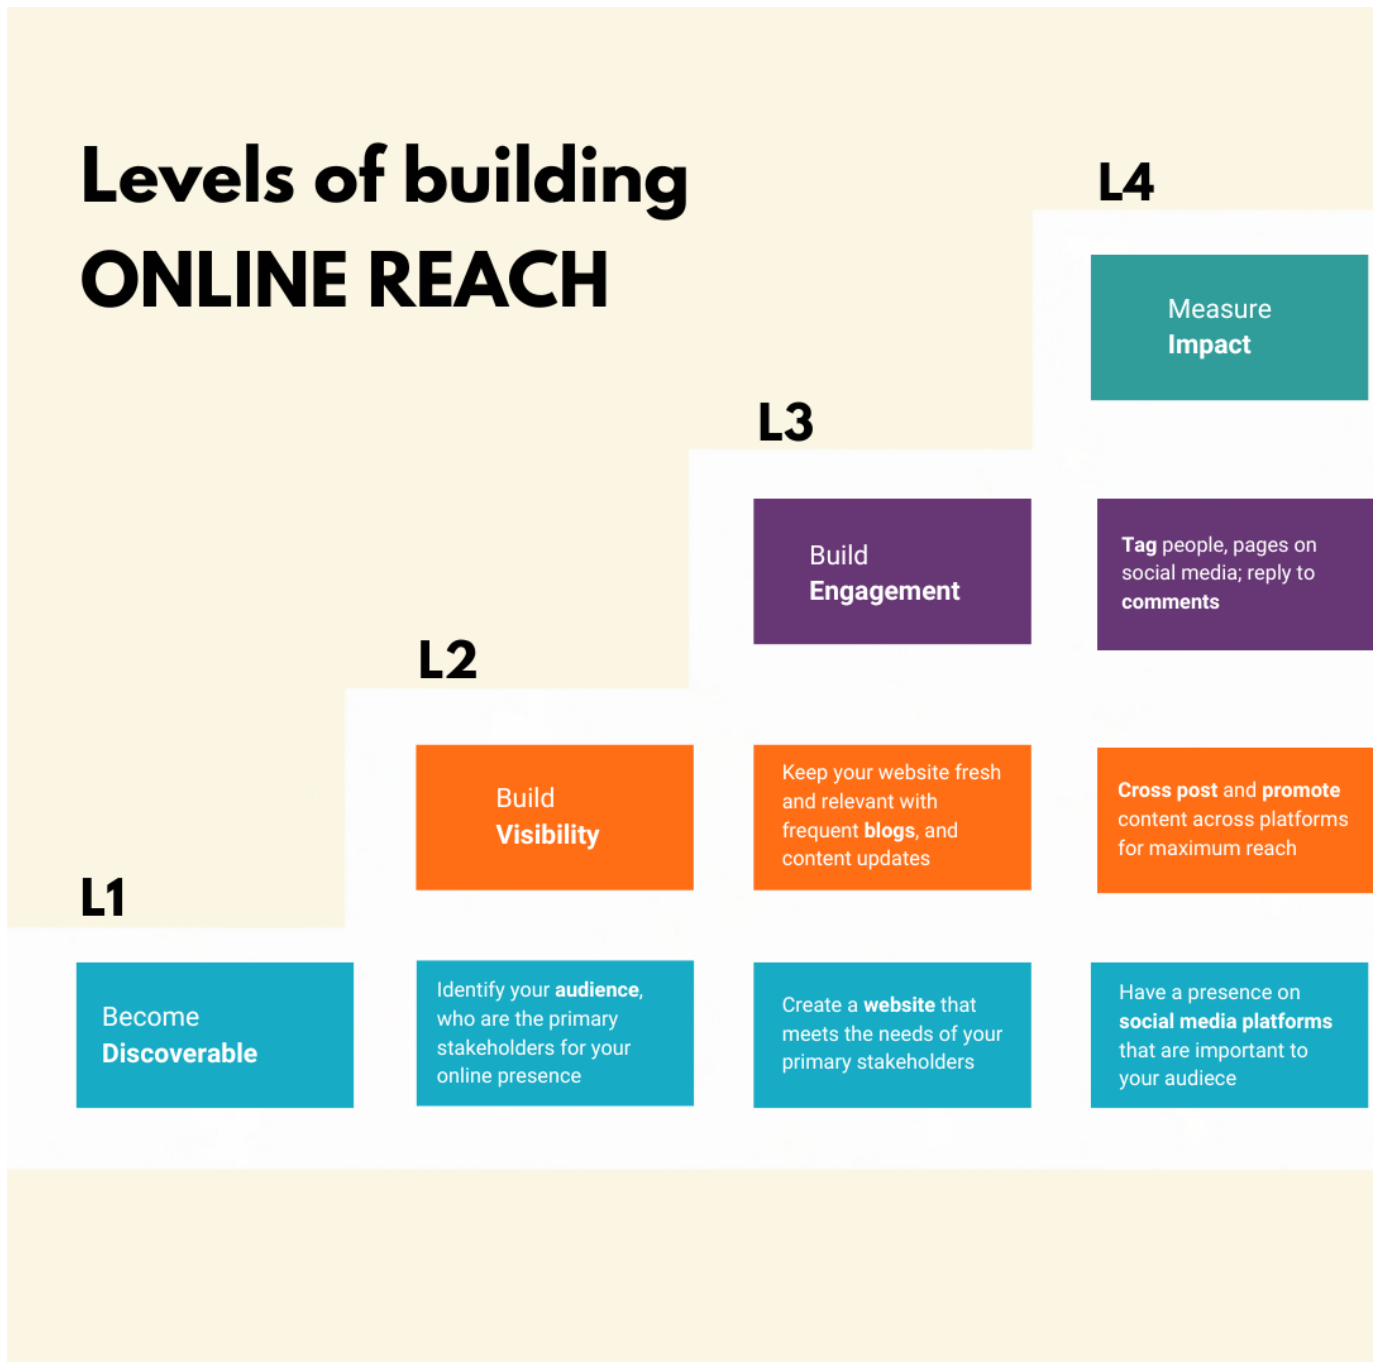 Levels of building
ONLINE REACH
L4
Measure
Impact
L3
Build
Engagement
Tag people, pages on
social media; reply to
comments
L2
Build
Visibility
Keep your website fresh
and relevant with
frequent blogs, and
content updates
Cross post and promote
content across platforms
for maximum reach
L1
Become
Discoverable
Identify your audience,
who are the primary
stakeholders for your
online presence
Create a website that
meets the needs of your
primary stakeholders
Have a presence on
social media platforms
that are important to
your audiece